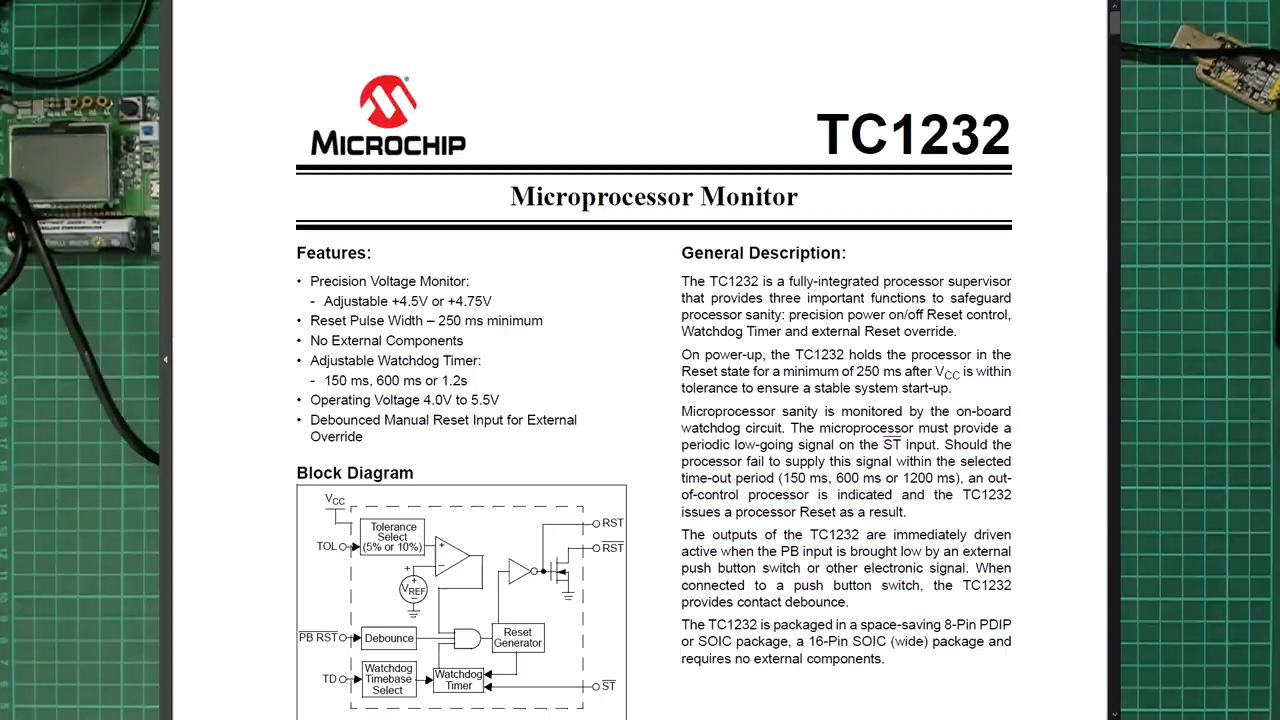 MICROCHIP
TC1232
Microprocessor Monitor
Features:
• Precision Voltage Monitor:
- Adjustable +4.5V or +4.75V
• Reset Pulse Width – 250 ms minimum
• No External Components
• Adjustable Watchdog Timer:
- 150 ms, 600 ms or 1.2s
• Operating Voltage 4.0V to 5.5V
• Debounced Manual Reset Input for External
Override
Block Diagram
VCC
Tolerance
Select
(5% or 10%)
TOL
+
–
+
VREF
+
–
RST
RST
PB RST
Debounce
Reset
Generator
TD
Watchdog
Timebase
Select
Watchdog
Timer
ST
General Description:
The TC1232 is a fully-integrated processor supervisor
that provides three important functions to safeguard
processor sanity: precision power on/off Reset control,
Watchdog Timer and external Reset override.
On power-up, the TC1232 holds the processor in the
Reset state for a minimum of 250 ms after VCC is within
tolerance to ensure a stable system start-up.
Microprocessor sanity is monitored by the on-board
watchdog circuit. The microprocessor must provide a
periodic low-going signal on the ST input. Should the
processor fail to supply this signal within the selected
time-out period (150 ms, 600 ms or 1200 ms), an out-
of-control processor is indicated and the TC1232
issues a processor Reset as a result.
The outputs of the TC1232 are immediately driven
active when the PB input is brought low by an external
push button switch or other electronic signal. When
connected to a push button switch, the TC1232
provides contact debounce.
The TC1232 is packaged in a space-saving 8-Pin PDIP
or SOIC package, a 16-Pin SOIC (wide) package and
requires no external components.